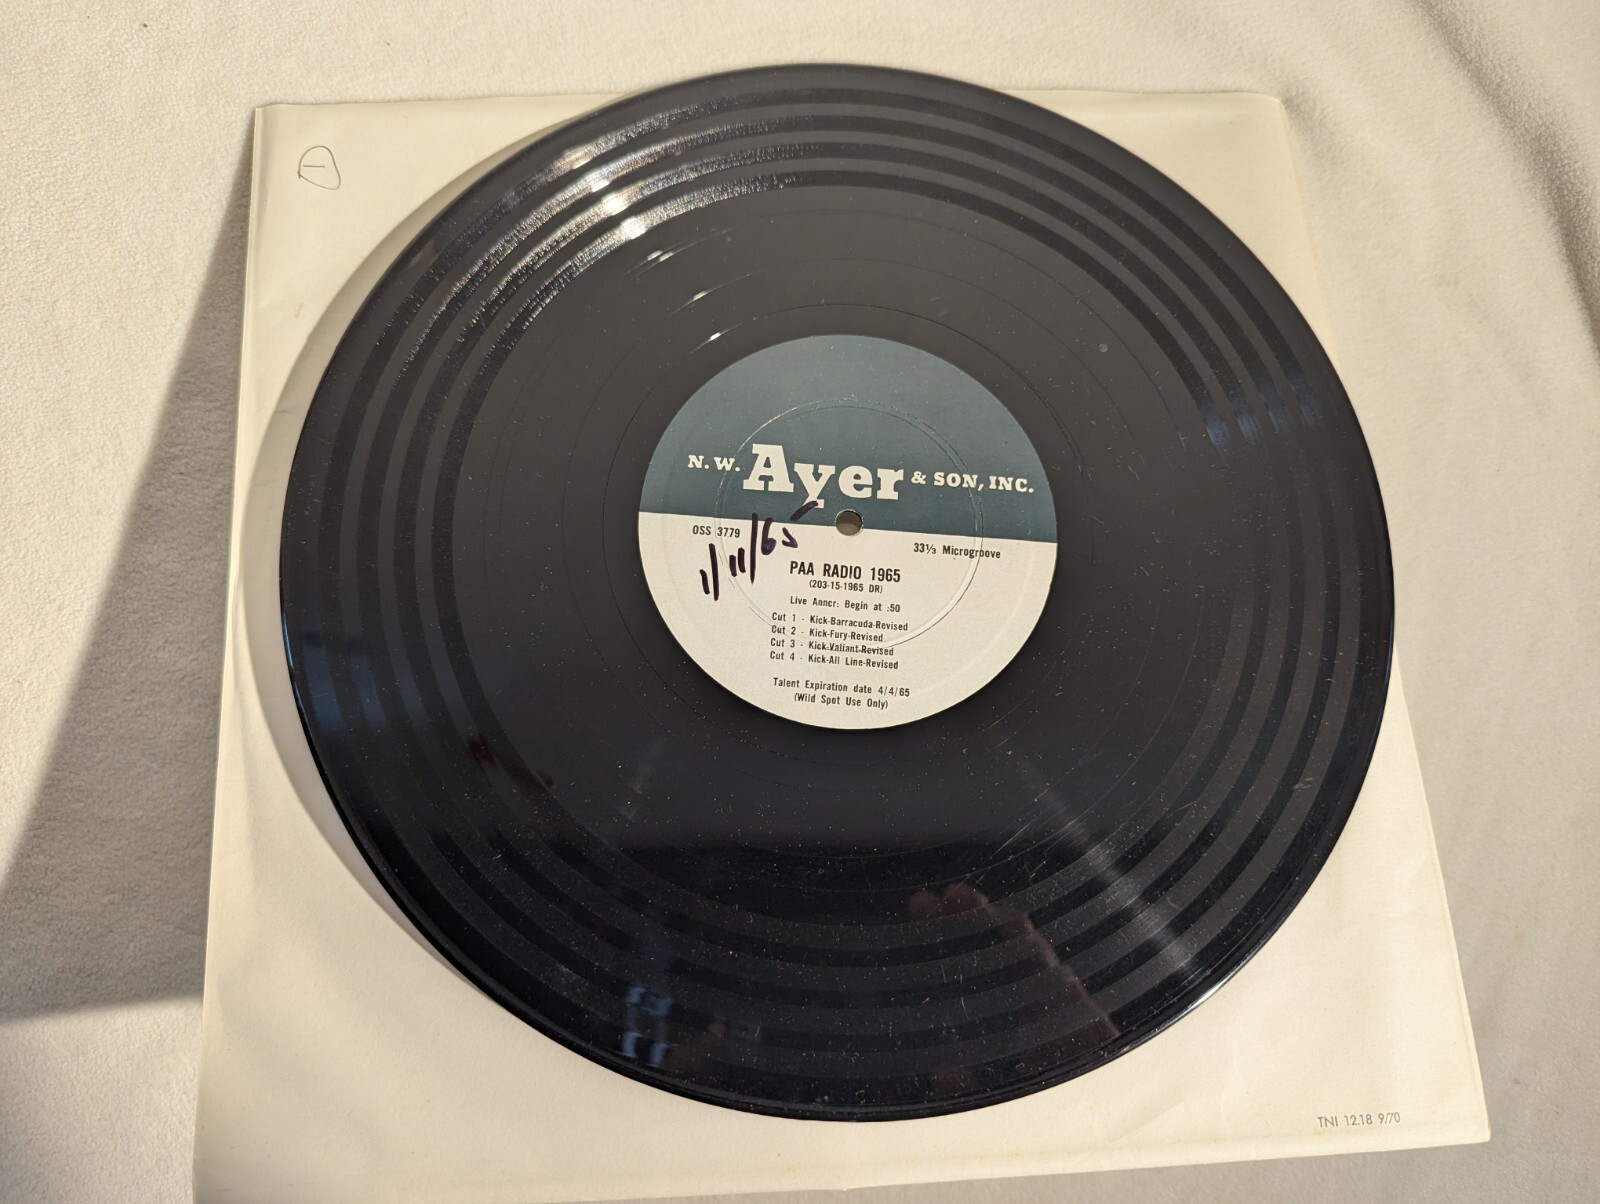 1
N. W. Ayer & SON, INC.
OSS 3779
33⅓ Microgroove
1/11/65
PAA RADIO 1965
(203-15-1965 DR)
Live Anncr: Begin at :50
Cut 1 - Kick-Barracuda-Revised
Cut 2 - Kick-Fury-Revised
Cut 3 - Kick-Valiant-Revised
Cut 4 - Kick-All Line-Revised
Talent Expiration date 4/4/65
(Wild Spot Use Only)
TNI 12.18 9/70